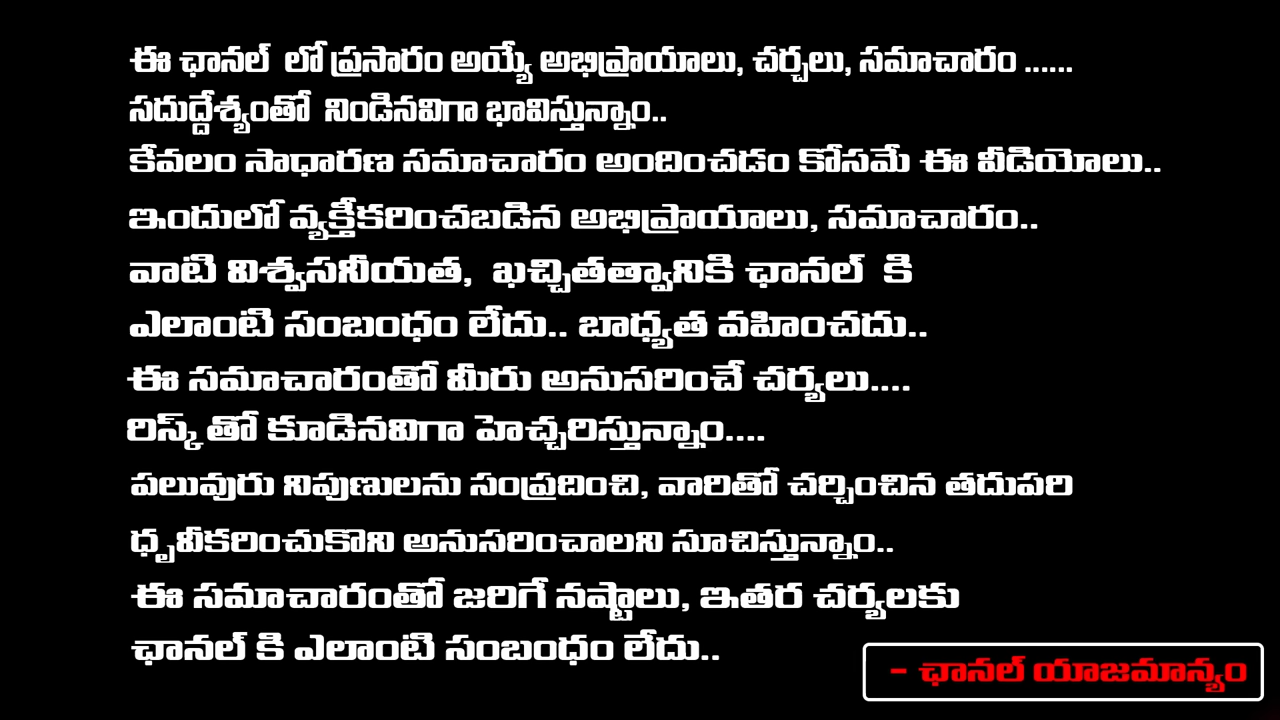 ఈ ఛానల్ లో ప్రసారం అయ్యే అభిప్రాయాలు, చర్చలు, సమాచారం ......
సదుద్దేశ్యంతో నిండినవిగా భావిస్తున్నాం..
కేవలం సాధారణ సమాచారం అందించడం కోసమే ఈ వీడియోలు..
ఇందులో వ్యక్తీకరించబడిన అభిప్రాయాలు, సమాచారం..
వాటి విశ్వసనీయత, ఖచ్చితత్వానికి ఛానల్ కి
ఎలాంటి సంబంధం లేదు.. బాధ్యత వహించదు..
ఈ సమాచారంతో మీరు అనుసరించే చర్యలు....
రిస్క్ తో కూడినవిగా హెచ్చరిస్తున్నాం....
పలువురు నిపుణులను సంప్రదించి, వారితో చర్చించిన తదుపరి
ధృవీకరించుకొని అనుసరించాలని సూచిస్తున్నాం..
ఈ సమాచారంతో జరిగే నష్టాలు, ఇతర చర్యలకు
ఛానల్ కి ఎలాంటి సంబంధం లేదు..
- ఛానల్ యాజమాన్యం